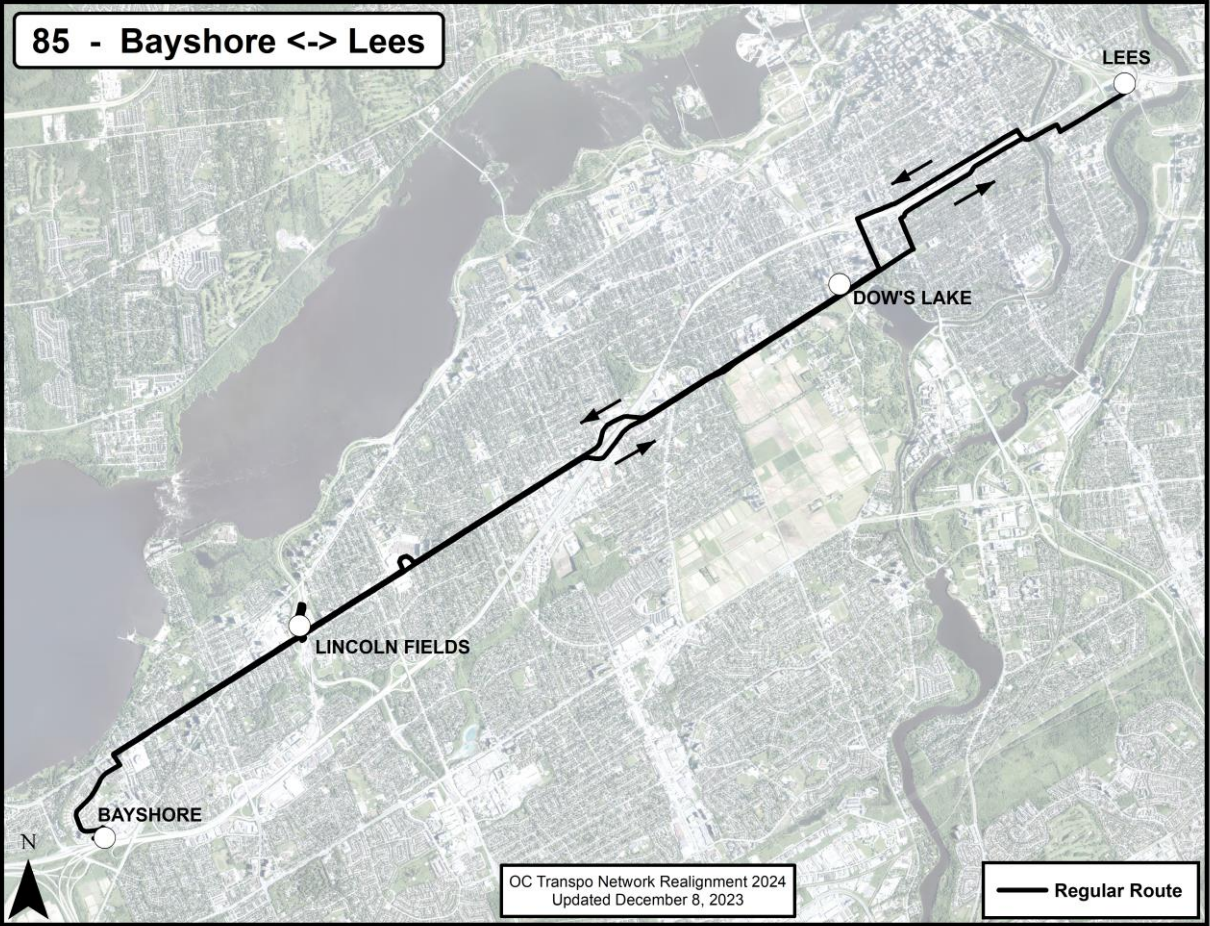 85 - Bayshore <-> Lees
LEES
DOW'S LAKE
LINCOLN FIELDS
BAYSHORE
N
OC Transpo Network Realignment 2024
Updated December 8, 2023
Regular Route